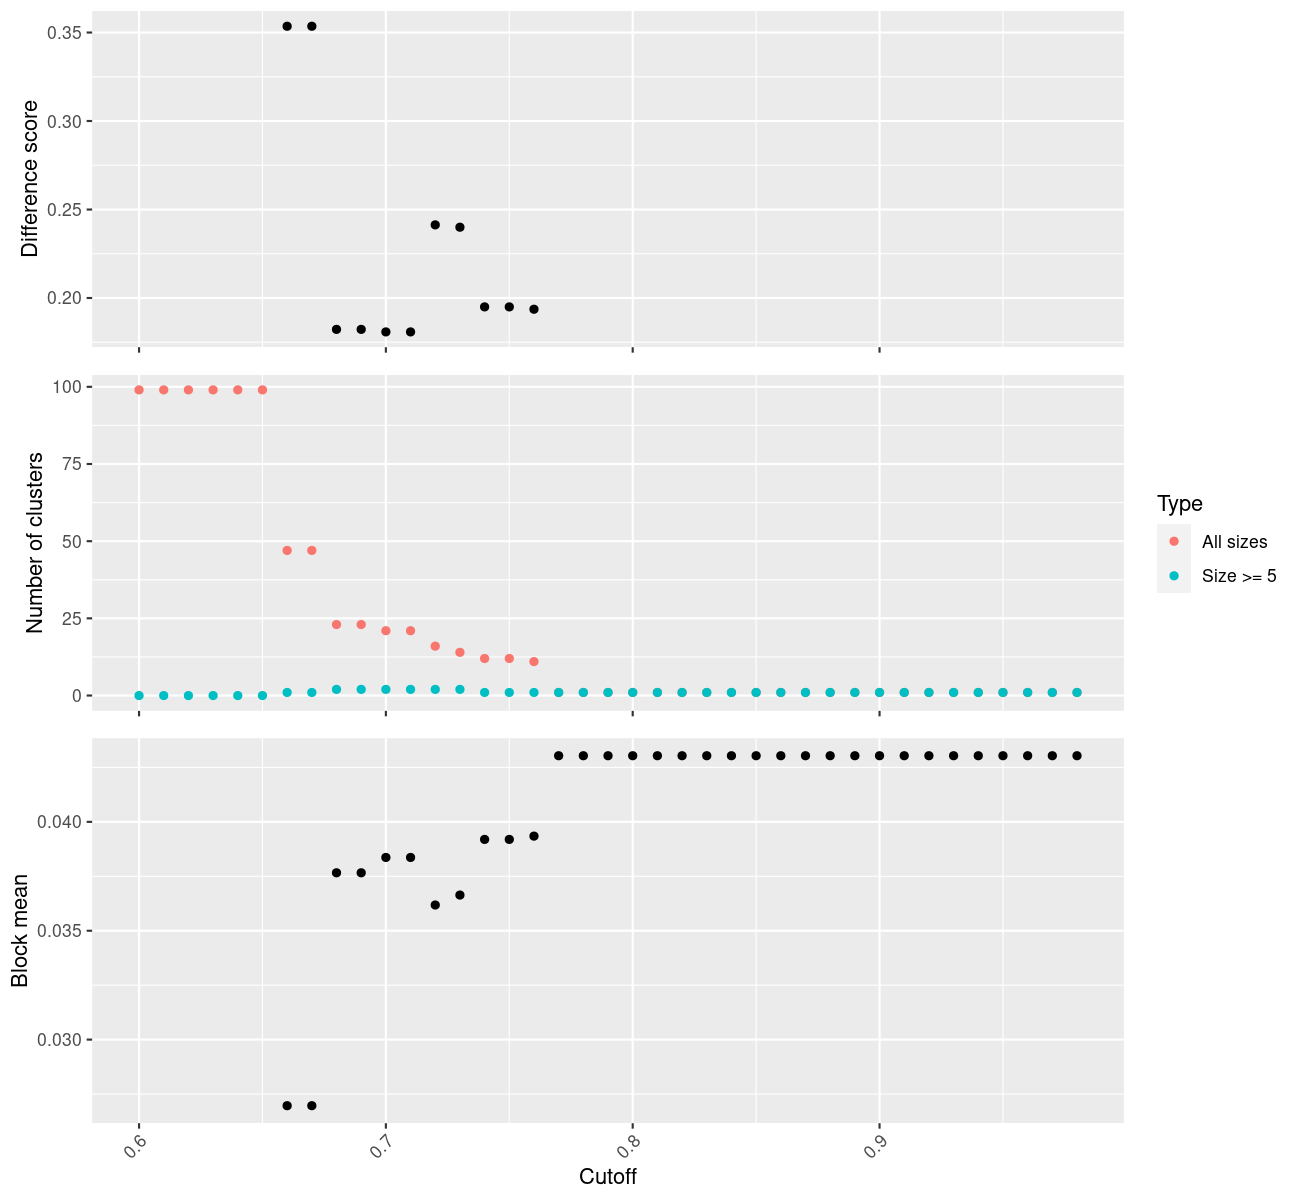 Difference score
0.35
0.30
0.25
0.20
Number of clusters
100
75
50
25
0
Type
All sizes
Size >= 5
Block mean
0.040
0.035
0.030
0.6
0.7
0.8
0.9
Cutoff